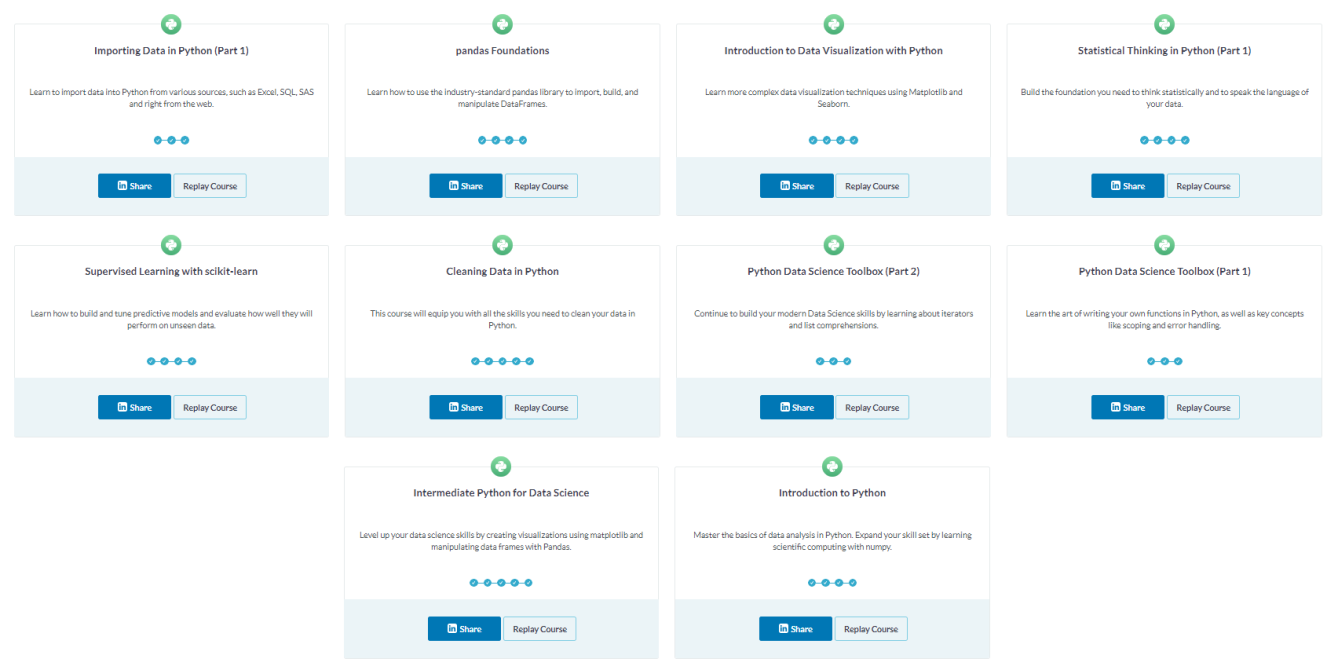 Importing Data in Python (Part 1)
Learn to import data into Python from various sources, such as Excel, SQL, SAS
and right from the web.
Share
Replay Course
pandas Foundations
Learn how to use the industry-standard pandas library to import, build, and
manipulate DataFrames.
Share
Replay Course
Introduction to Data Visualization with Python
Learn more complex data visualization techniques using Matplotlib and
Seaborn.
Share
Replay Course
Statistical Thinking in Python (Part 1)
Build the foundation you need to think statistically and to speak the language of
your data.
Share
Replay Course
Supervised Learning with scikit-learn
Learn how to build and tune predictive models and evaluate how well they will
perform on unseen data.
Share
Replay Course
Cleaning Data in Python
This course will equip you with all the skills you need to clean your data in
Python.
Share
Replay Course
Python Data Science Toolbox (Part 2)
Continue to build your modern Data Science skills by learning about iterators
and list comprehensions.
Share
Replay Course
Python Data Science Toolbox (Part 1)
Learn the art of writing your own functions in Python, as well as key concepts
like scoping and error handling.
Share
Replay Course
Intermediate Python for Data Science
Level up your data science skills by creating visualizations using matplotlib and
manipulating data frames with Pandas.
Share
Replay Course
Introduction to Python
Master the basics of data analysis in Python. Expand your skill set by learning
scientific computing with numpy.
Share
Replay Course